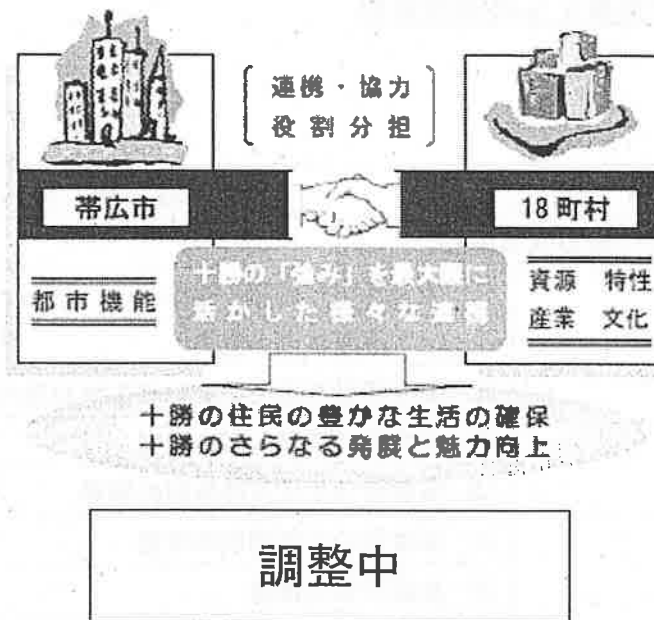 連携・協力
役割分担
帯広市
18町村
都市機能
十勝の「強み」を最大限に
活かした様々な連携
資源 特性
産業 文化
十勝の住民の豊かな生活の確保
十勝のさらなる発展と魅力向上
調整中